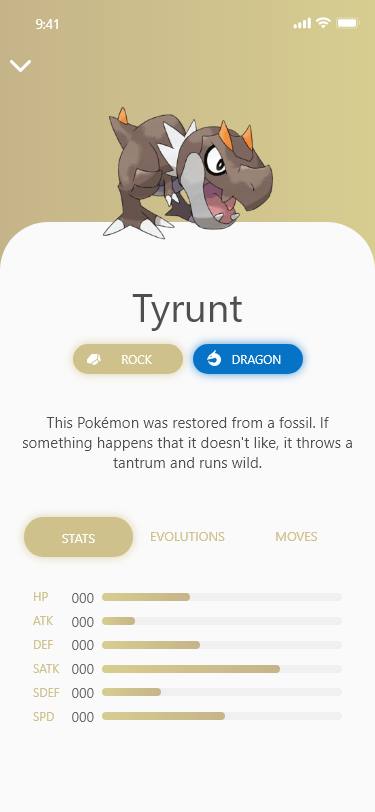 9:41
Tyrunt
ROCK DRAGON
This Pokémon was restored from a fossil. If
something happens that it doesn't like, it throws a
tantrum and runs wild.
STATS EVOLUTIONS MOVES
HP 000
ATK 000
DEF 000
SATK 000
SDEF 000
SPD 000